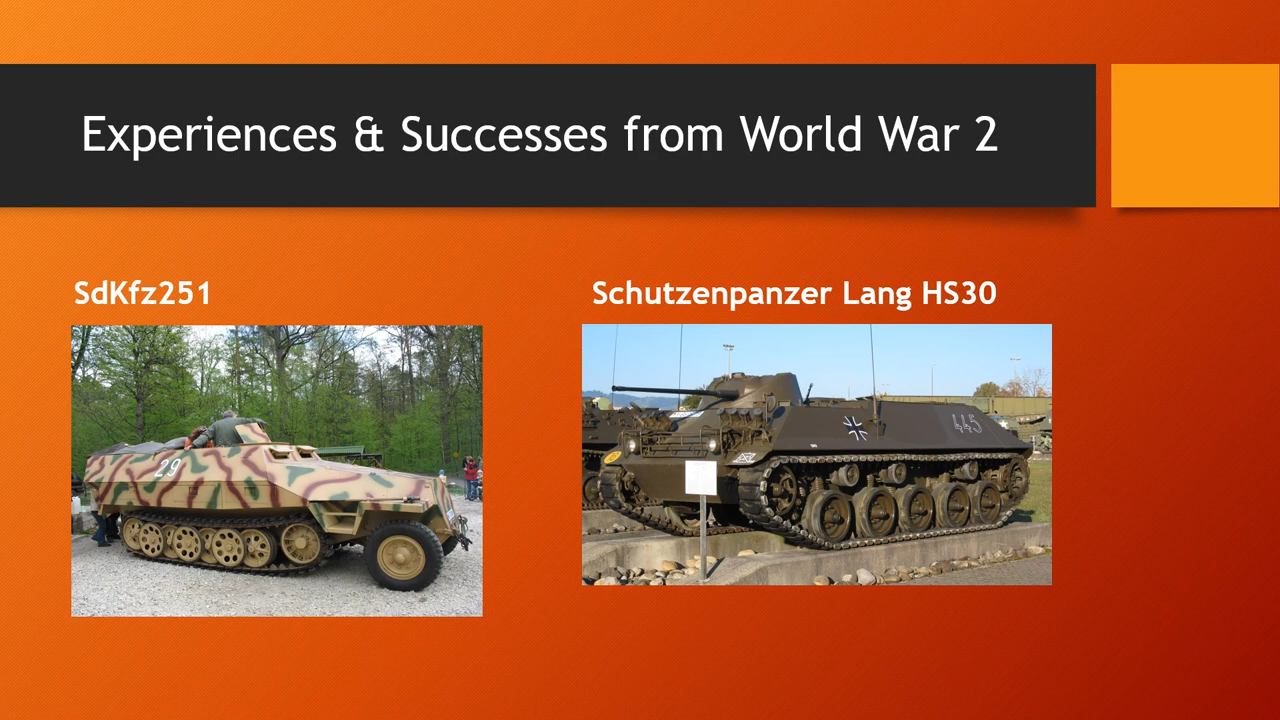 Experiences & Successes from World War 2
SdKfz251
Schutzenpanzer Lang HS30
29
445